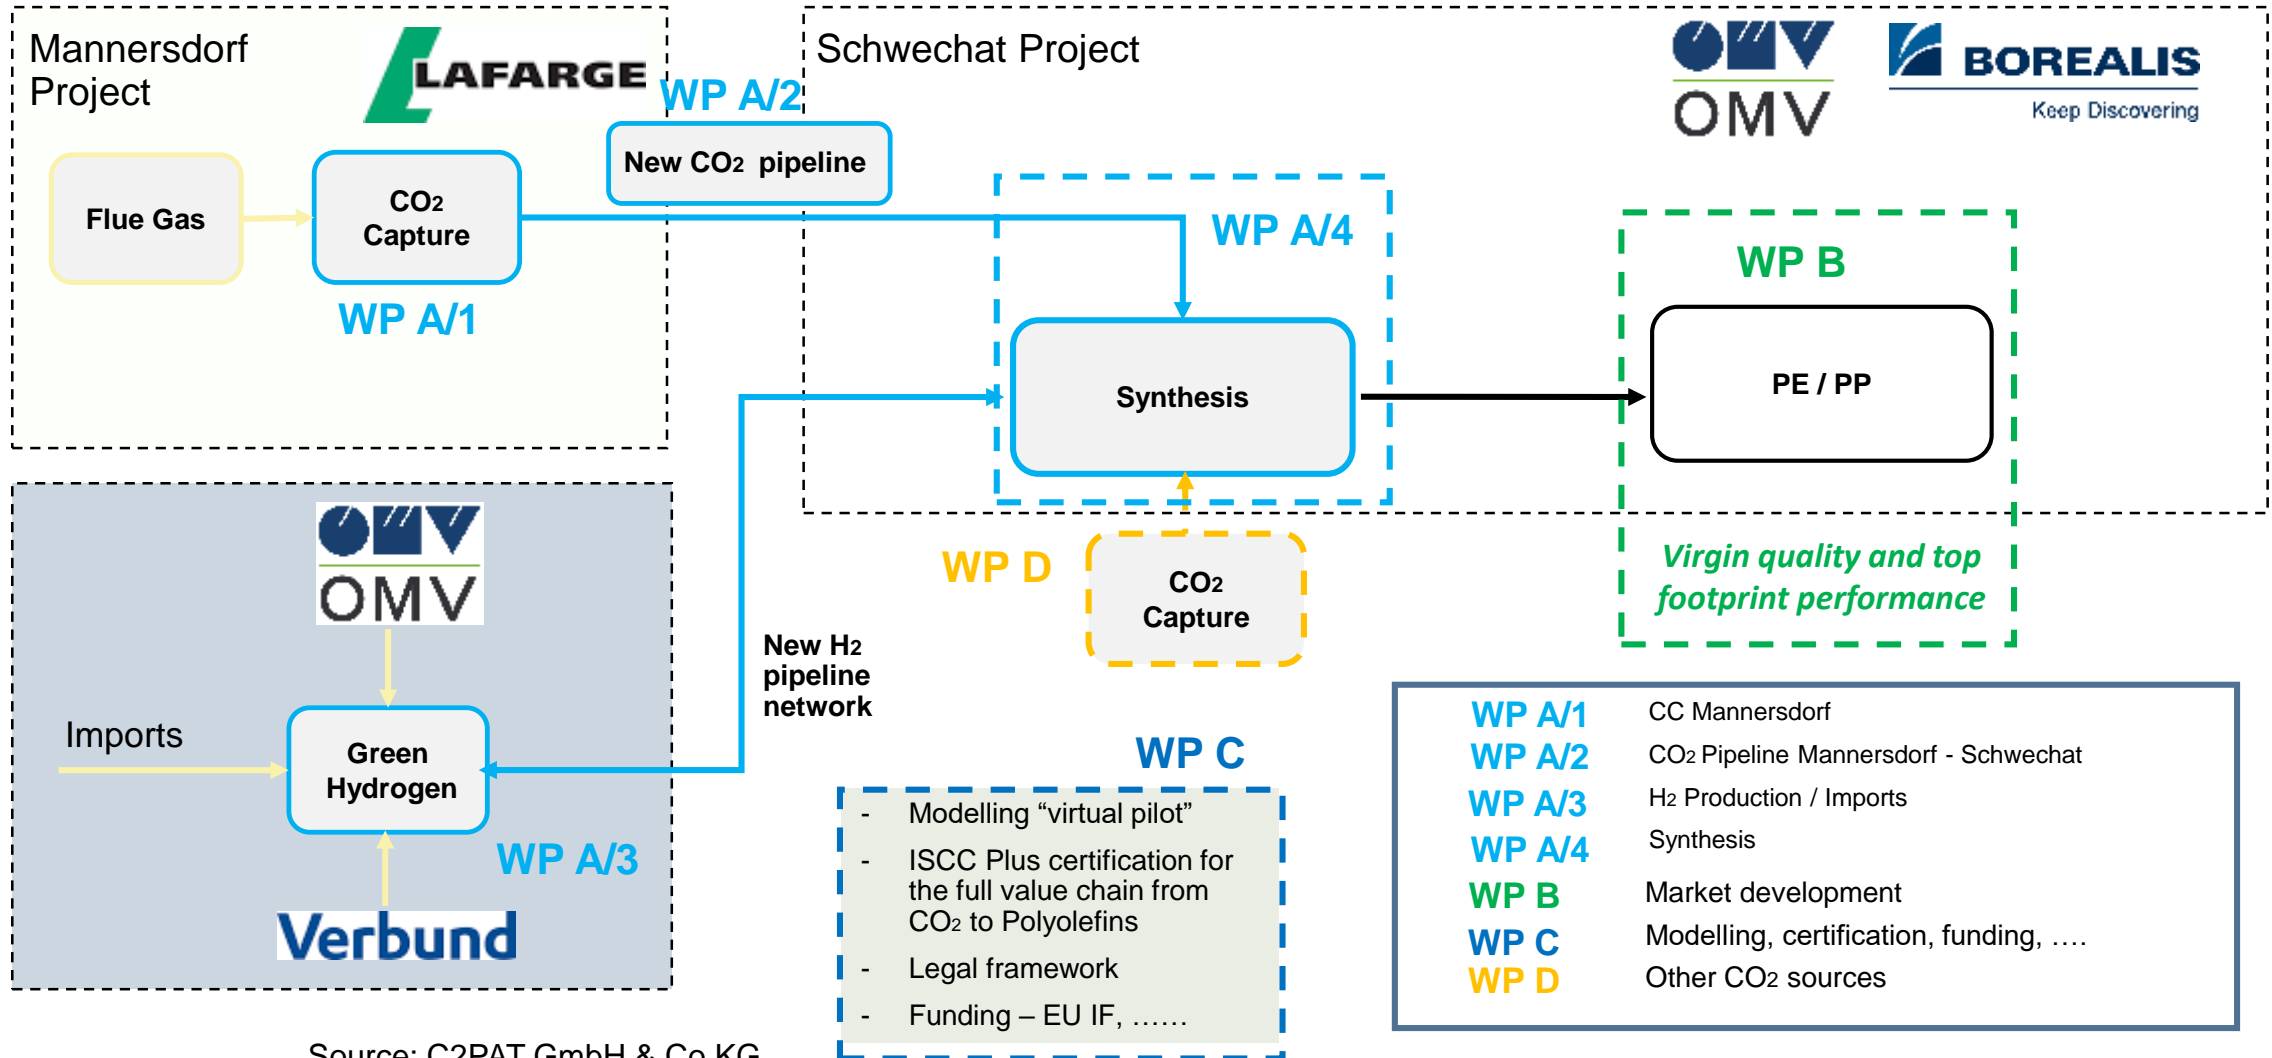 Mannersdorf
Project
LAFARGE
WP A/2
Schwechat Project
OMV
BOREALIS
Keep Discovering
New CO2 pipeline
Flue Gas
CO2
Capture
WP A/1
WP A/4
WP B
Synthesis
PE / PP
Virgin quality and top
footprint performance
WP D
CO2
Capture
OMV
New H2
pipeline
network
Imports
Green
Hydrogen
WP A/3
Verbund
WP C
- Modelling “virtual pilot”
- ISCC Plus certification for
the full value chain from
CO2 to Polyolefins
- Legal framework
- Funding – EU IF, ……
WP A/1 CC Mannersdorf
WP A/2 CO2 Pipeline Mannersdorf - Schwechat
WP A/3 H2 Production / Imports
WP A/4 Synthesis
WP B Market development
WP C Modelling, certification, funding, ….
WP D Other CO2 sources
Source: C2PAT GmbH & Co KG